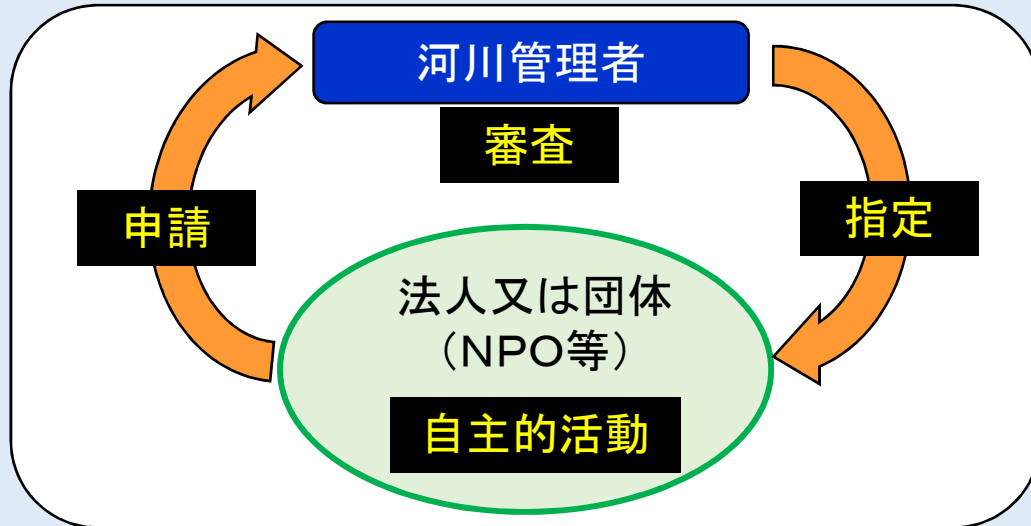 河川管理者
審査
申請
指定
法人又は団体
（NPO等）
自主的活動